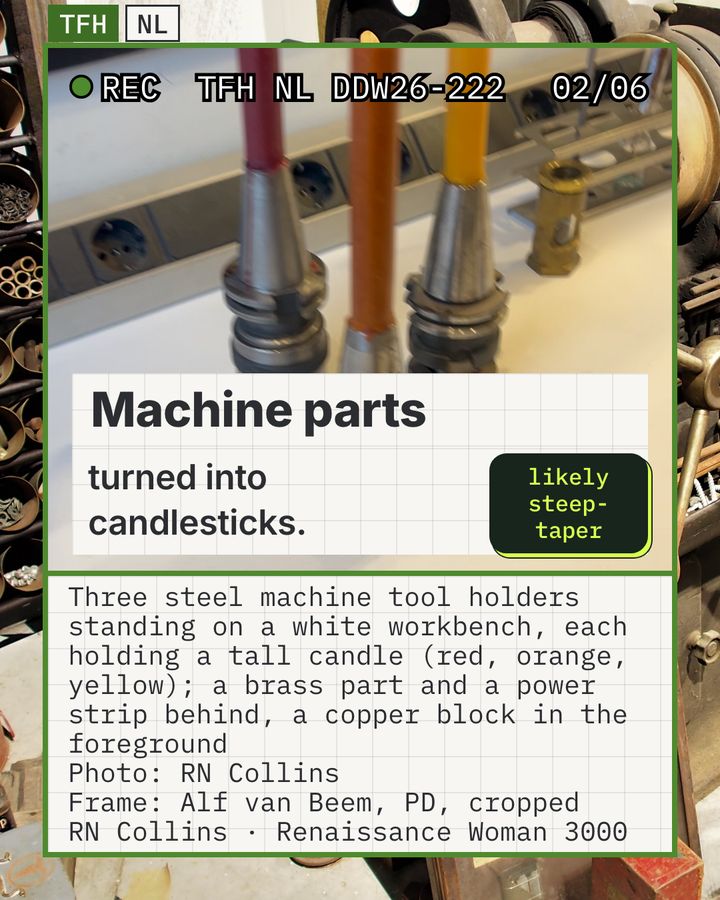 TFH NL
REC TFH NL DDW26-222 02/06
Machine parts
turned into
candlesticks.
likely
steep-
taper
Three steel machine tool holders
standing on a white workbench, each
holding a tall candle (red, orange,
yellow); a brass part and a power
strip behind, a copper block in the
foreground
Photo: RN Collins
Frame: Alf van Beem, PD, cropped
RN Collins · Renaissance Woman 3000